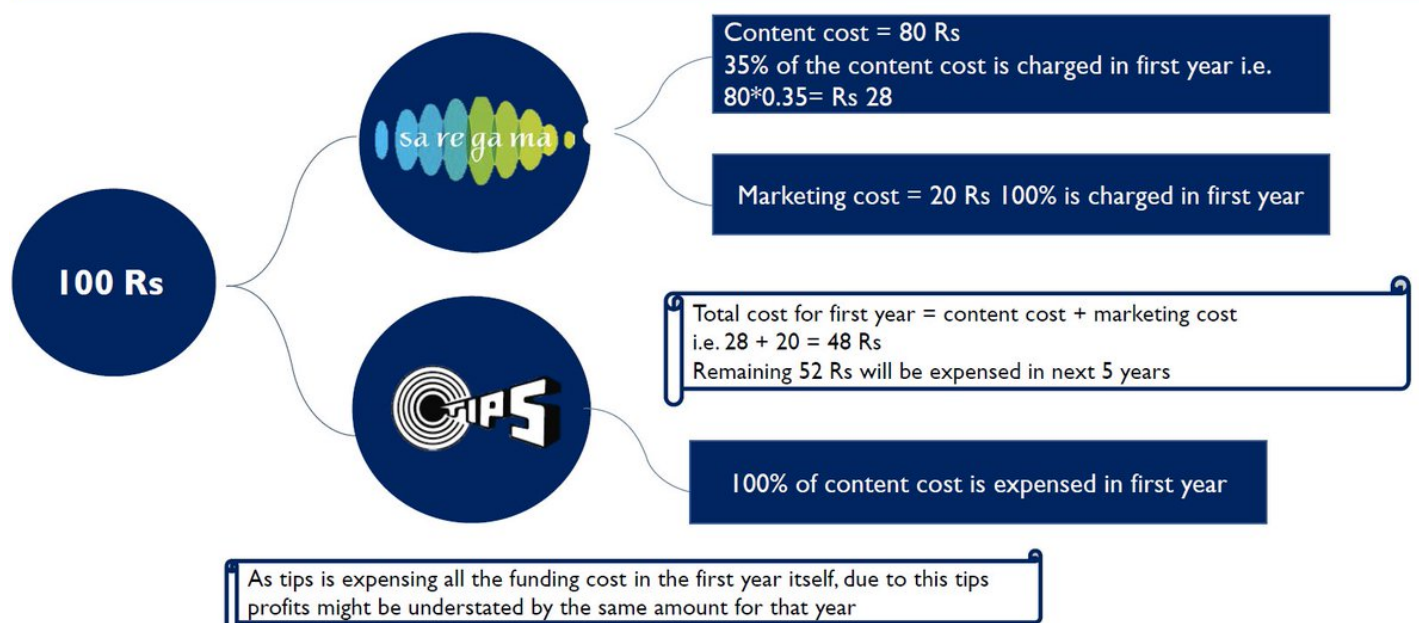 Content cost = 80 Rs
35% of the content cost is charged in first year i.e.
80*0.35= Rs 28
sa re ga ma
Marketing cost = 20 Rs 100% is charged in first year
100 Rs
Total cost for first year = content cost + marketing cost
i.e. 28 + 20 = 48 Rs
Remaining 52 Rs will be expensed in next 5 years
TIPS
100% of content cost is expensed in first year
As tips is expensing all the funding cost in the first year itself, due to this tips
profits might be understated by the same amount for that year